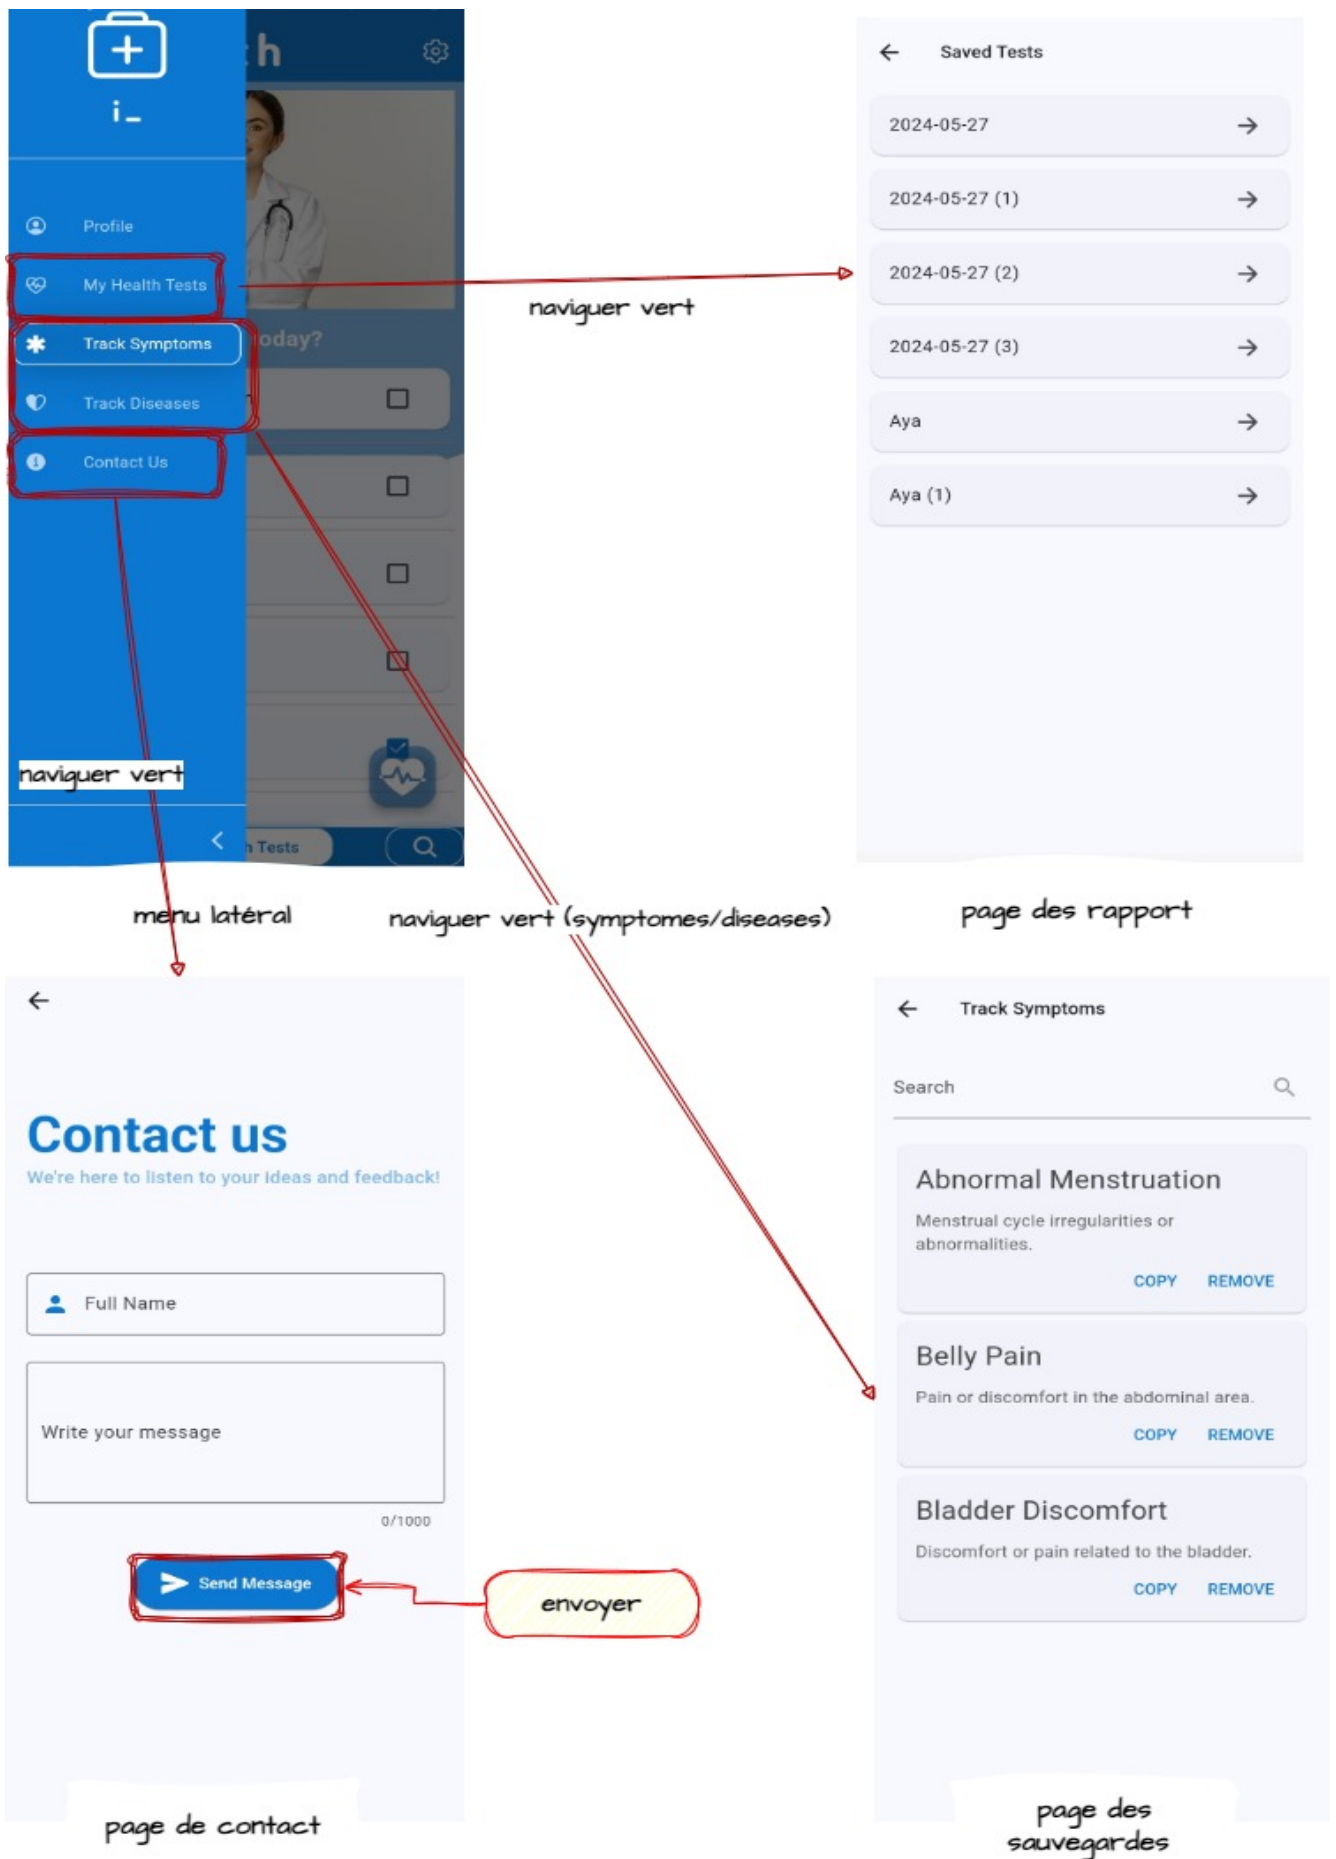 h
i_
Profile
My Health Tests
Track Symptoms
Track Diseases
Contact Us
oday?
h Tests
naviguer vert
menu latéral
naviguer vert
Saved Tests
2024-05-27
2024-05-27 (1)
2024-05-27 (2)
2024-05-27 (3)
Aya
Aya (1)
page des rapport
naviguer vert (symptomes/diseases)
Contact us
We're here to listen to your Ideas and feedback!
Full Name
Write your message
0/1000
Send Message
envoyer
page de contact
Track Symptoms
Search
Abnormal Menstruation
Menstrual cycle irregularities or
abnormalities.
COPY REMOVE
Belly Pain
Pain or discomfort in the abdominal area.
COPY REMOVE
Bladder Discomfort
Discomfort or pain related to the bladder.
COPY REMOVE
page des
sauvegardes